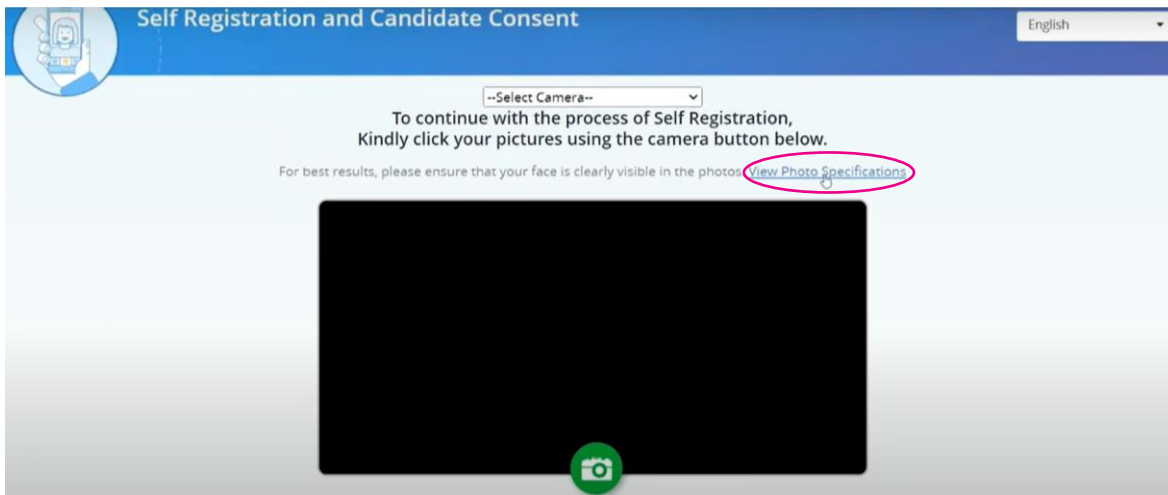 Self Registration and Candidate Consent
English
--Select Camera--
To continue with the process of Self Registration,
Kindly click your pictures using the camera button below.
For best results, please ensure that your face is clearly visible in the photos. View Photo Specifications